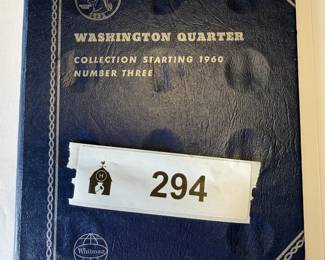 WASHINGTON QUARTER
COLLECTION STARTING 1960
NUMBER THREE
H
294
Whitman